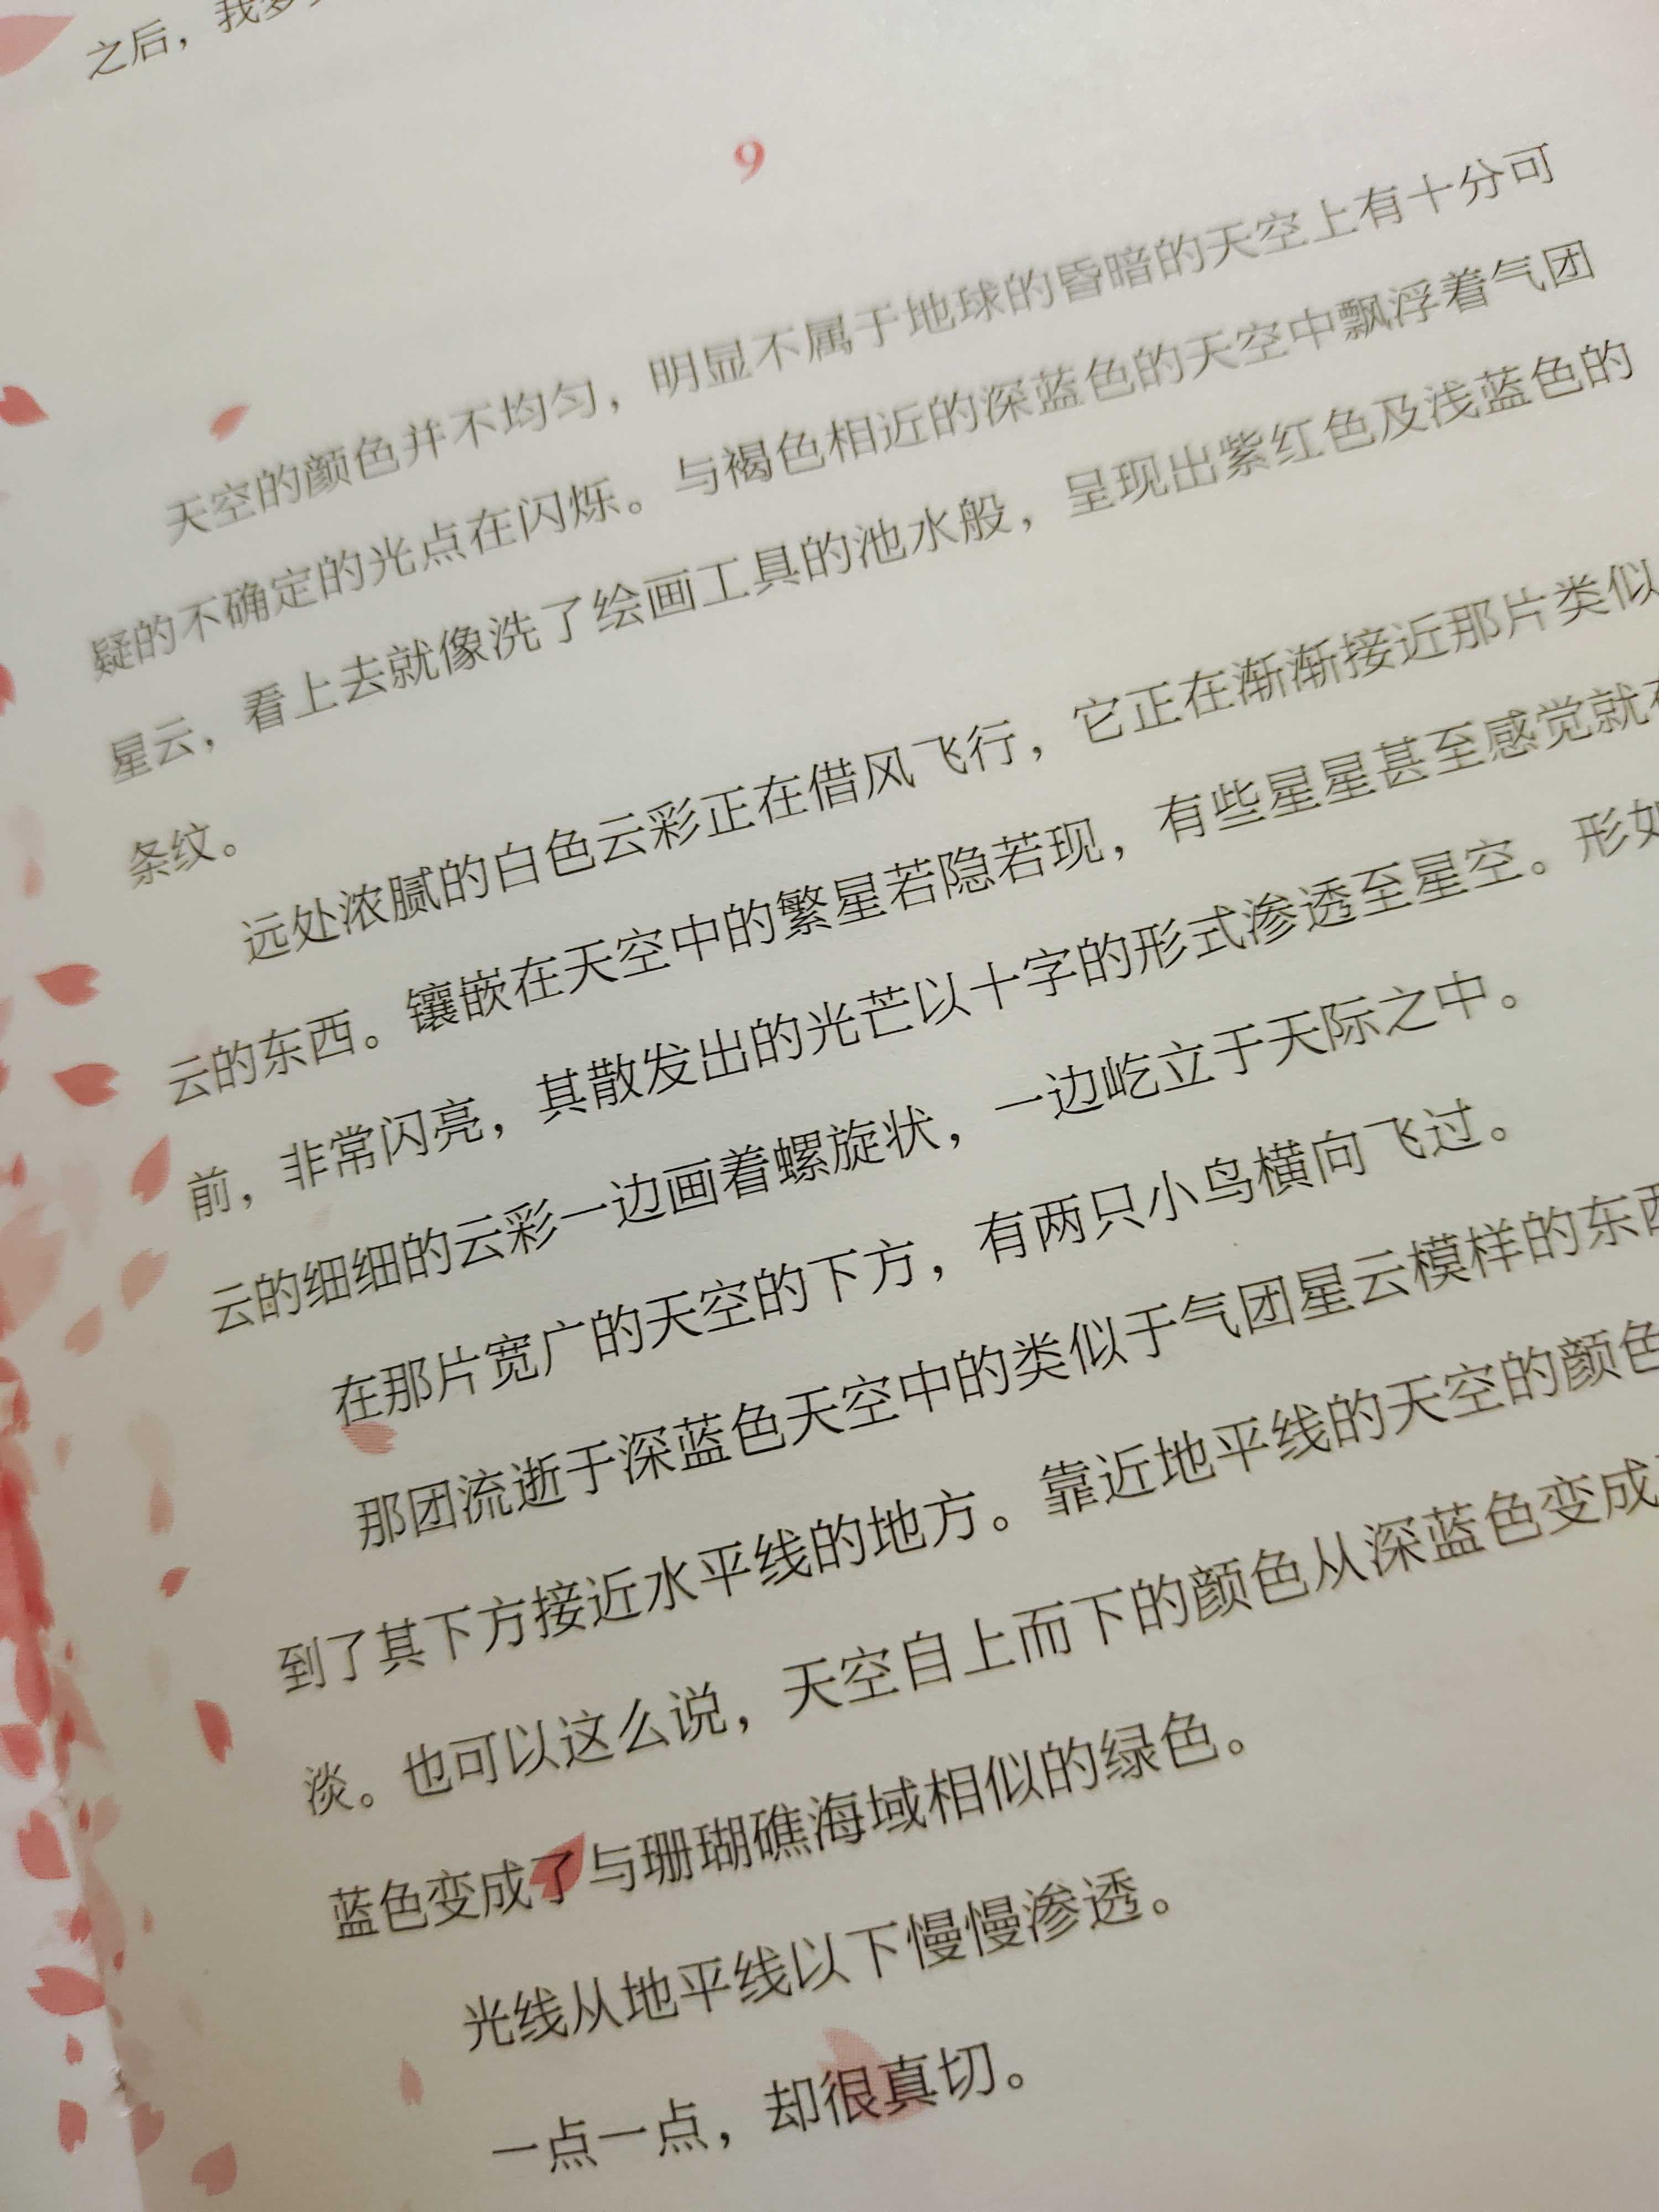 之后，我
9
天空的颜色并不均匀，明显不属于地球的昏暗的天空上有十分可
疑的不确定的光点在闪烁。与褐色相近的深蓝色的天空中飘浮着气团
星云，看上去就像洗了绘画工具的池水般，呈现出紫红色及浅蓝色的
条纹。
远处浓腻的白色云彩正在借风飞行，它正在渐渐接近那片类似
云的东西。镶嵌在天空中的繁星若隐若现，有些星星甚至感觉就在
前，非常闪亮，其散发出的光芒以十字的形式渗透至星空。形如
云的细细的云彩一边画着螺旋状，一边屹立于天际之中。
在那片宽广的天空的下方，有两只小鸟横向飞过。
那团流逝于深蓝色天空中的类似于气团星云模样的东西
到了其下方接近水平线的地方。靠近地平线的天空的颜色
淡。也可以这么说，天空自上而下的颜色从深蓝色变成
蓝色变成了与珊瑚礁海域相似的绿色。
光线从地平线以下慢慢渗透。
一点一点，却很真切。